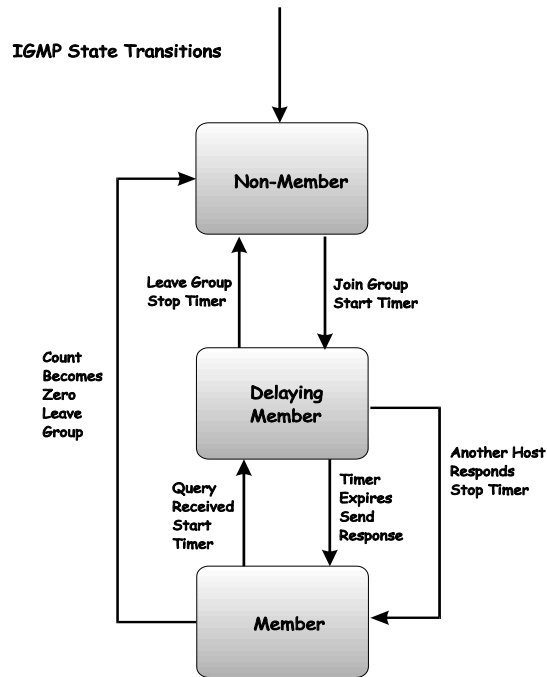 IGMP State Transitions
Non-Member
Leave Group
Stop Timer
Join Group
Start Timer
Count
Becomes
Zero
Leave
Group
Delaying
Member
Another Host
Responds
Stop Timer
Query
Received
Start
Timer
Timer
Expires
Send
Response
Member